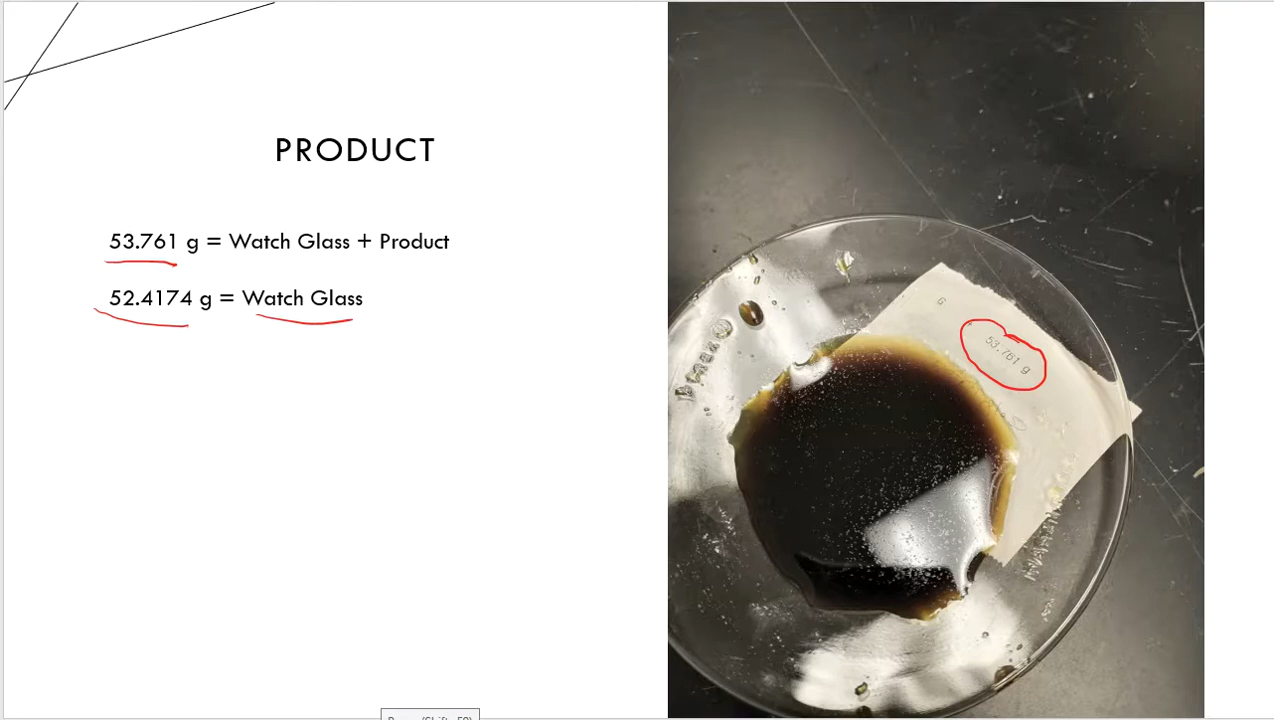 PRODUCT
53.761 g = Watch Glass + Product
52.4174 g = Watch Glass
G
53.761 g